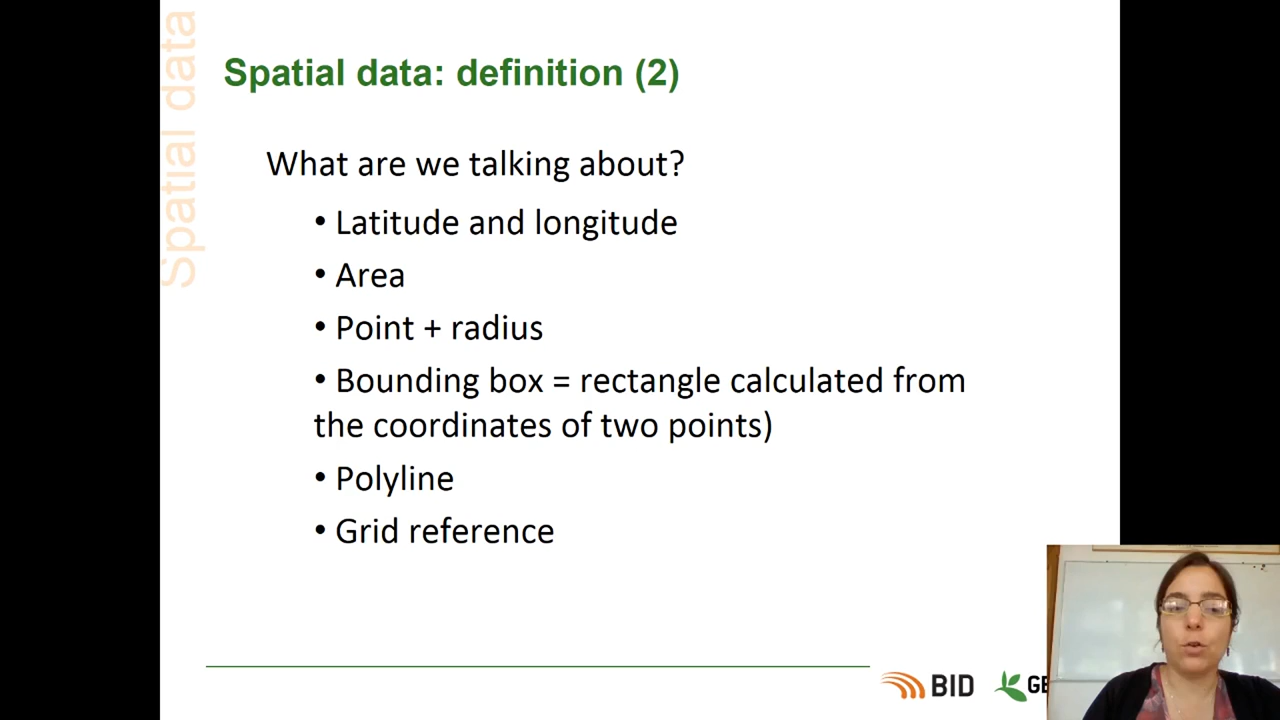 Spatial data
Spatial data: definition (2)
What are we talking about?
• Latitude and longitude
• Area
• Point + radius
• Bounding box = rectangle calculated from
the coordinates of two points)
• Polyline
• Grid reference
BID